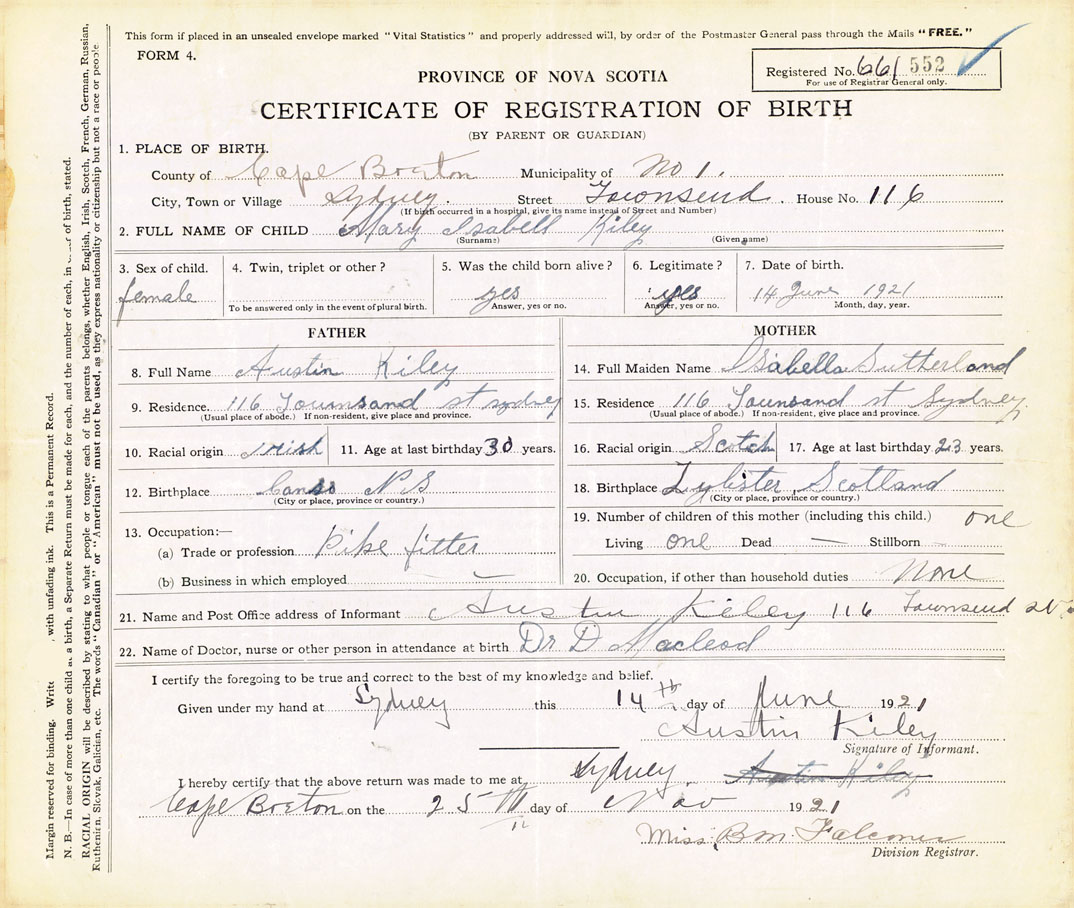 This form if placed in an unsealed envelope marked "Vital Statistics" and properly addressed will, by order of the Postmaster General pass through the Mails "FREE."
FORM 4.
Registered No. 661 552
For use of Registrar General only.
PROVINCE OF NOVA SCOTIA
CERTIFICATE OF REGISTRATION OF BIRTH
(BY PARENT OR GUARDIAN)
1. PLACE OF BIRTH.
County of Cape Breton Municipality of No 1.
City, Town or Village Sydney. Street Townsend. House No. 116
(If birth occurred in a hospital, give its name instead of Street and Number)
2. FULL NAME OF CHILD Mary Isabell Kiley
(Surname) (Given name)
3. Sex of child. 4. Twin, triplet or other? 5. Was the child born alive? 6. Legitimate? 7. Date of birth.
female yes yes 14 June 1921
To be answered only in the event of plural birth. Answer, yes or no. Answer, yes or no. Month, day, year.
FATHER
8. Full Name Austin Kiley
9. Residence. 116 Tounsand st sydney
(Usual place of abode.) If non-resident, give place and province.
10. Racial origin Irish 11. Age at last birthday 30 years.
12. Birthplace Canso N S
(City or place, province or country.)
13. Occupation:—
(a) Trade or profession Pike fitter
(b) Business in which employed —
MOTHER
14. Full Maiden Name Isabella Sutherland
15. Residence 116 Tounsand st Sydney
(Usual place of abode.) If non-resident, give place and province.
16. Racial origin Scotch 17. Age at last birthday 23 years.
18. Birthplace Lybster, Scotland
(City or place, province or country.)
19. Number of children of this mother (including this child.) one
Living one Dead — Stillborn —
20. Occupation, if other than household duties None
21. Name and Post Office address of Informant Austin Kiley 116 Townsend st.
22. Name of Doctor, nurse or other person in attendance at birth Dr D Macleod
I certify the foregoing to be true and correct to the best of my knowledge and belief.
Given under my hand at Sydney this 14th day of June 1921
Austin Kiley
Signature of Informant.
I hereby certify that the above return was made to me at Sydney. Austin Kiley
Cape Breton on the 25th day of Nov 1921
Miss. B.M. Falconer
Division Registrar.
Margin reserved for binding. Write with unfading ink. This is a Permanent Record.
N. B.—In case of more than one child at a birth, a Separate Return must be made for each, and the number of each, in of birth, stated.
RACIAL ORIGIN will be described by stating to what people or tongue each of the parents belongs, whether English, Irish, Scotch, French, German, Russian,
Ruthenian, Slovak, Galician, etc. The words "Canadian" or "American" must not be used, as they express nationality or citizenship but not a race or people.